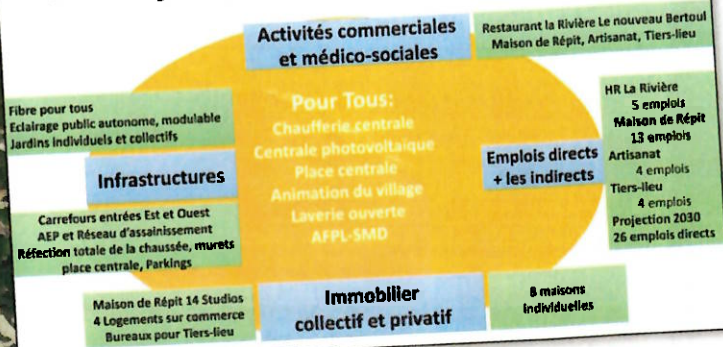 Activités commerciales
et médico-sociales
Restaurant la Rivière Le nouveau Bertoul
Maison de Répit, Artisanat, Tiers-lieu
Fibre pour tous
Eclairage public autonome, modulable
Jardins individuels et collectifs
Infrastructures
Carrefours entrées Est et Ouest
AEP et Réseau d'assainissement
Réfection totale de la chaussée, murets
place centrale, Parkings
Pour Tous:
Chaufferie centrale
Centrale photovoltaïque
Place centrale
Animation du village
Laverie ouverte
AFPL-SMD
Emplois directs
+ les indirects
HR La Rivière
5 emplois
Maison de Répit
13 emplois
Artisanat
4 emplois
Tiers-lieu
4 emplois
Projection 2030
26 emplois directs
Maison de Répit 14 Studios
4 Logements sur commerce
Bureaux pour Tiers-lieu
Immobilier
collectif et privatif
8 maisons
Individuelles